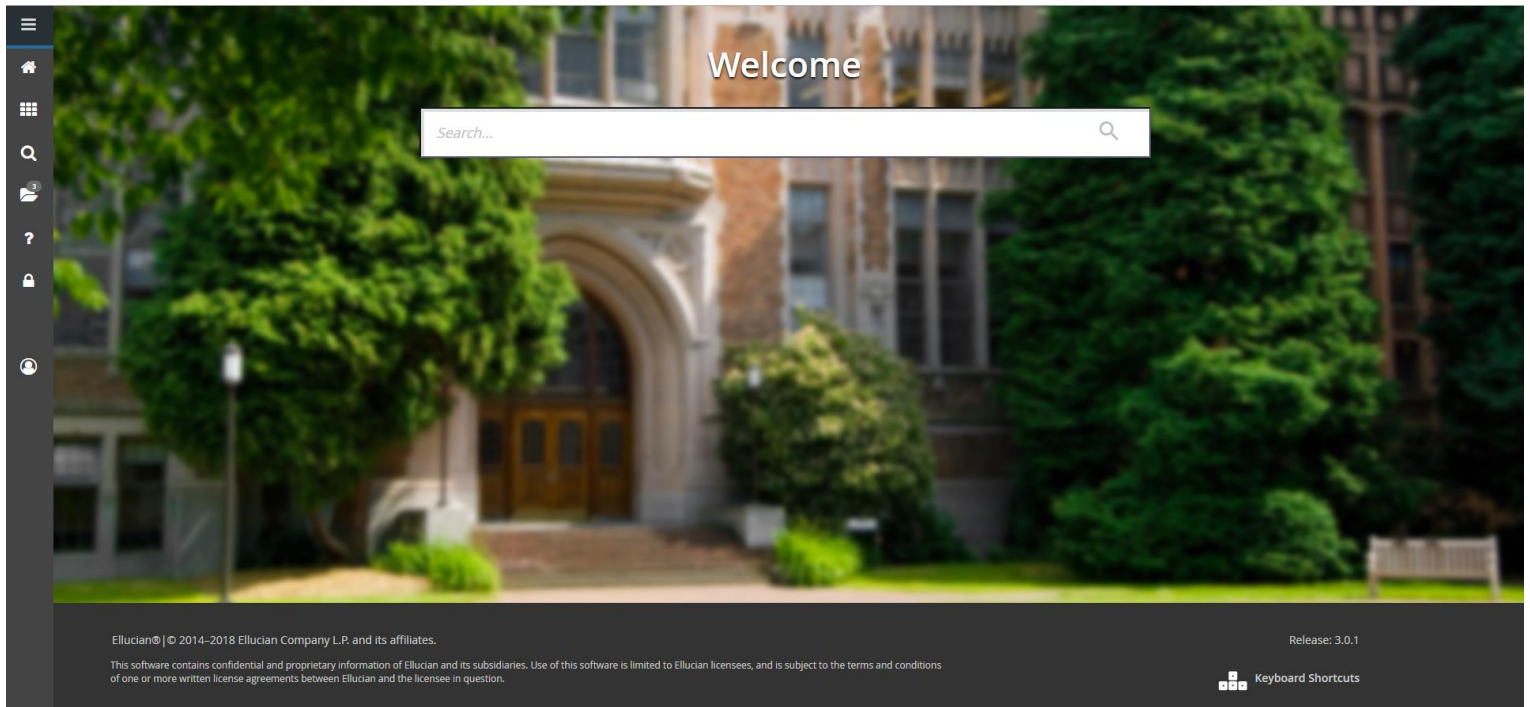 Welcome
Search...
3
?
Ellucian®|© 2014–2018 Ellucian Company L.P. and its affiliates.
Release: 3.0.1
This software contains confidential and proprietary information of Ellucian and its subsidiaries. Use of this software is limited to Ellucian licensees, and is subject to the terms and conditions
of one or more written license agreements between Ellucian and the licensee in question.
Keyboard Shortcuts